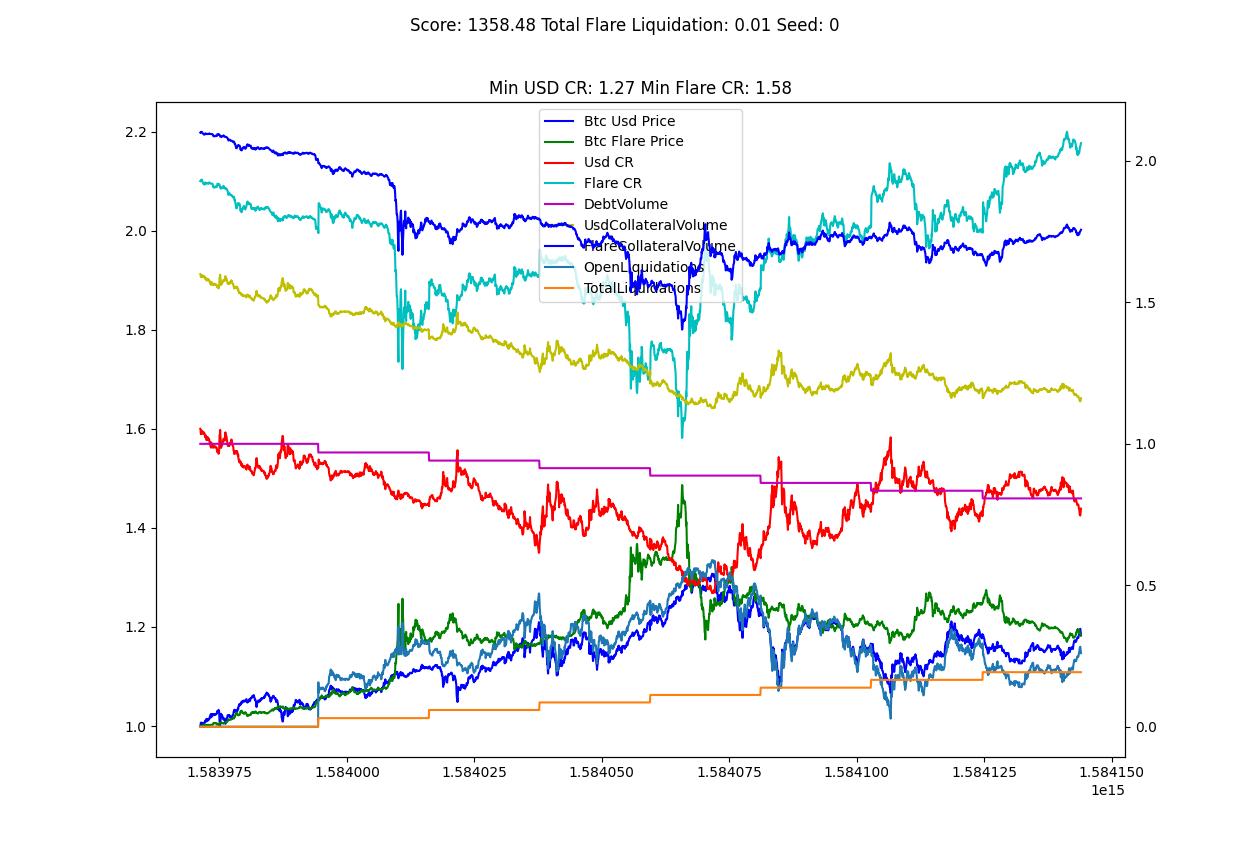 Score: 1358.48 Total Flare Liquidation: 0.01 Seed: 0
Min USD CR: 1.27 Min Flare CR: 1.58
Btc Usd Price
Btc Flare Price
Usd CR
Flare CR
DebtVolume
UsdCollateralVolume
FlareCollateralVolume
OpenLiquidations
TotalLiquidations
2.2
2.0
1.8
1.6
1.4
1.2
1.0
2.0
1.5
1.0
0.5
0.0
1.583975
1.584000
1.584025
1.584050
1.584075
1.584100
1.584125
1.584150
1e15